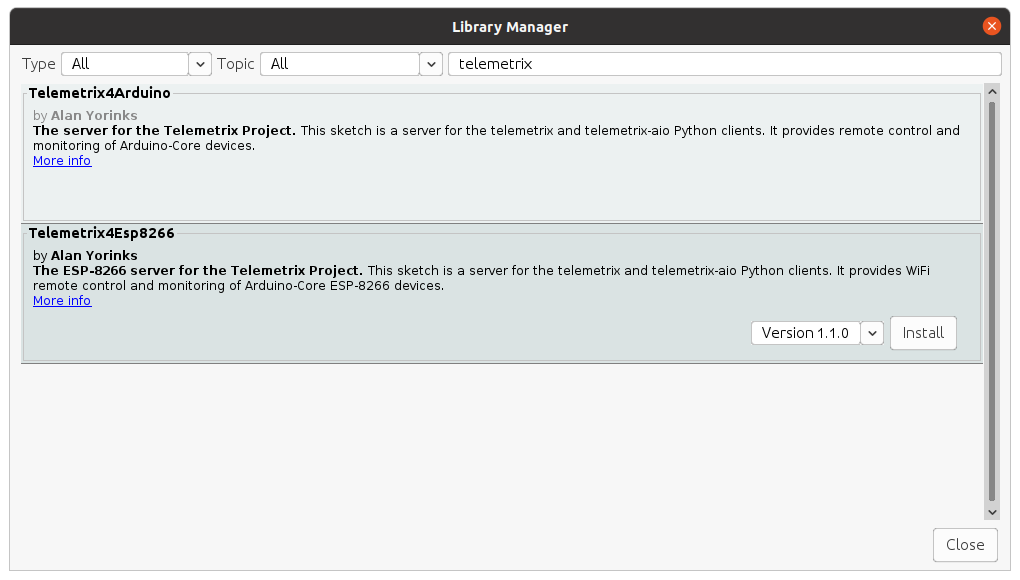 Library Manager
Type All Topic All telemetrix
Telemetrix4Arduino
by Alan Yorinks
The server for the Telemetrix Project. This sketch is a server for the telemetrix and telemetrix-aio Python clients. It provides remote control and
monitoring of Arduino-Core devices.
More info
Telemetrix4Esp8266
by Alan Yorinks
The ESP-8266 server for the Telemetrix Project. This sketch is a server for the telemetrix and telemetrix-aio Python clients. It provides WiFi
remote control and monitoring of Arduino-Core ESP-8266 devices.
More info
Version 1.1.0 Install
Close